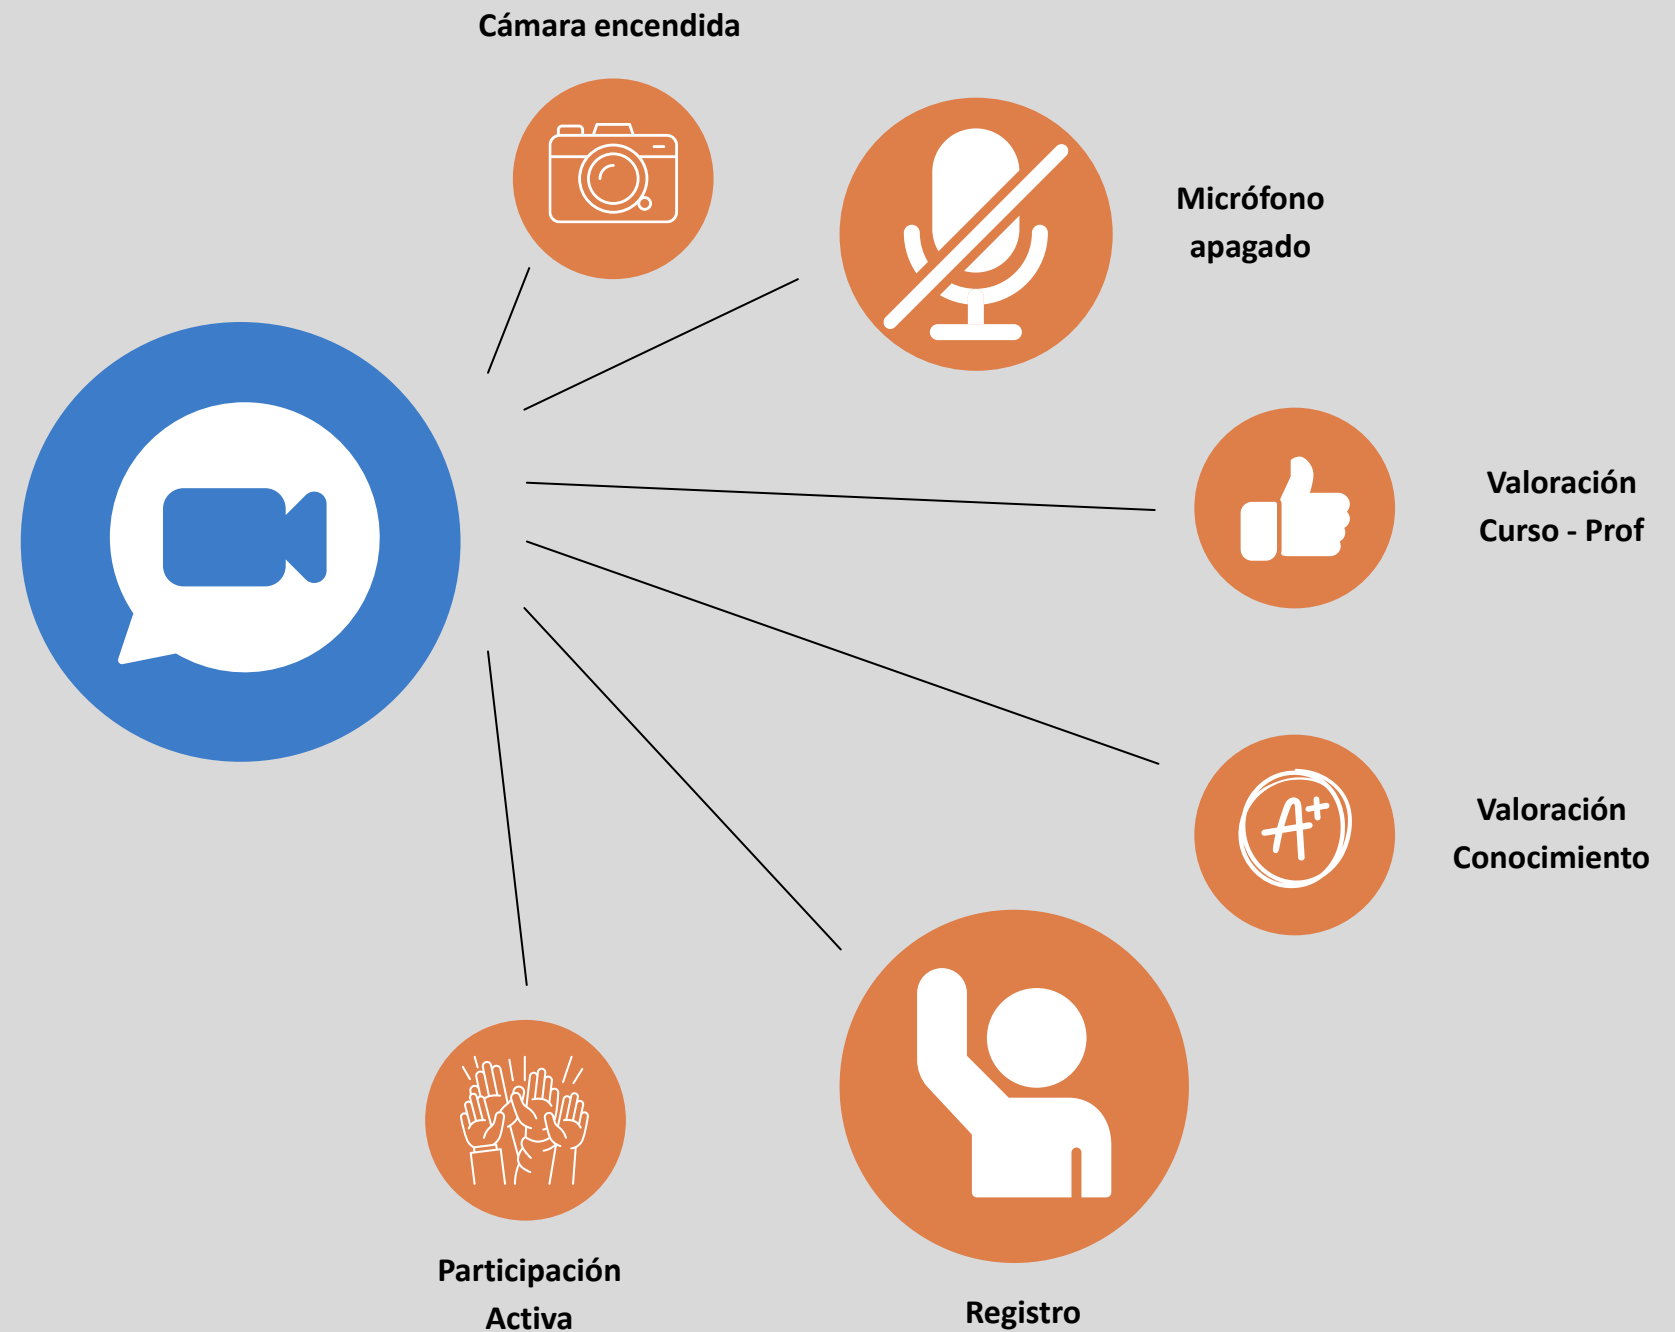 Cámara encendida
Micrófono
apagado
Valoración
Curso - Prof
A+
Valoración
Conocimiento
Participación
Activa
Registro